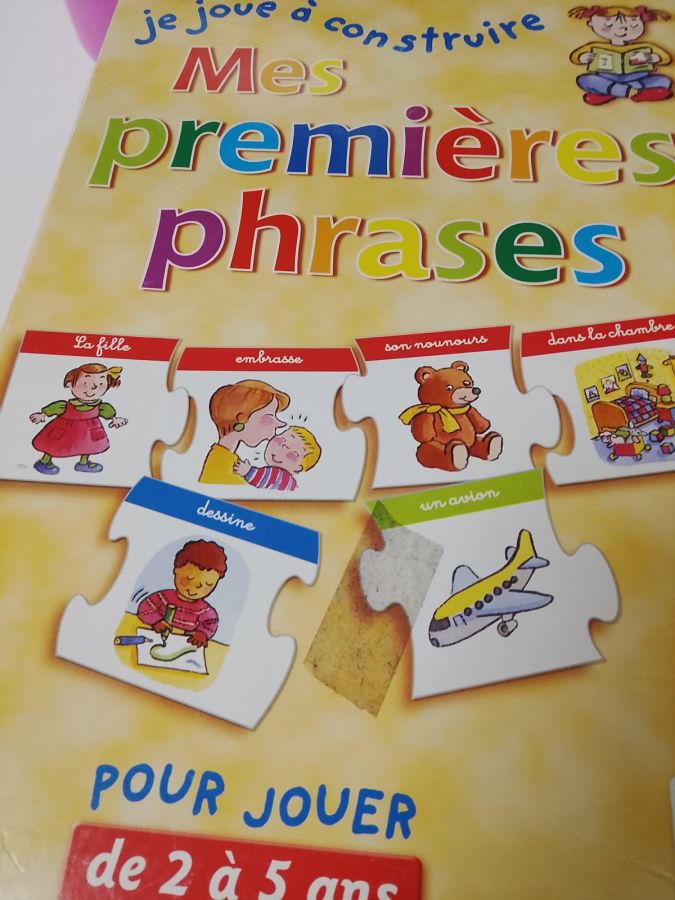 je joue à construire
Mes
premières
phrases
La fille
embrasse
son nounours
dans la chambre
dessine
un avion
POUR JOUER
de 2 à 5 ans